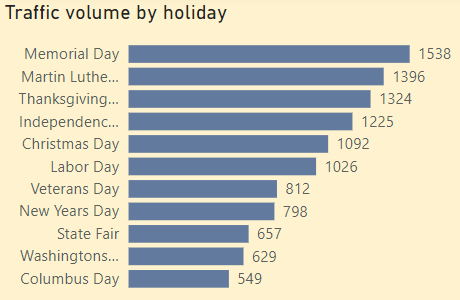 Traffic volume by holiday
Memorial Day 1538
Martin Luthe... 1396
Thanksgiving... 1324
Independenc... 1225
Christmas Day 1092
Labor Day 1026
Veterans Day 812
New Years Day 798
State Fair 657
Washingtons... 629
Columbus Day 549